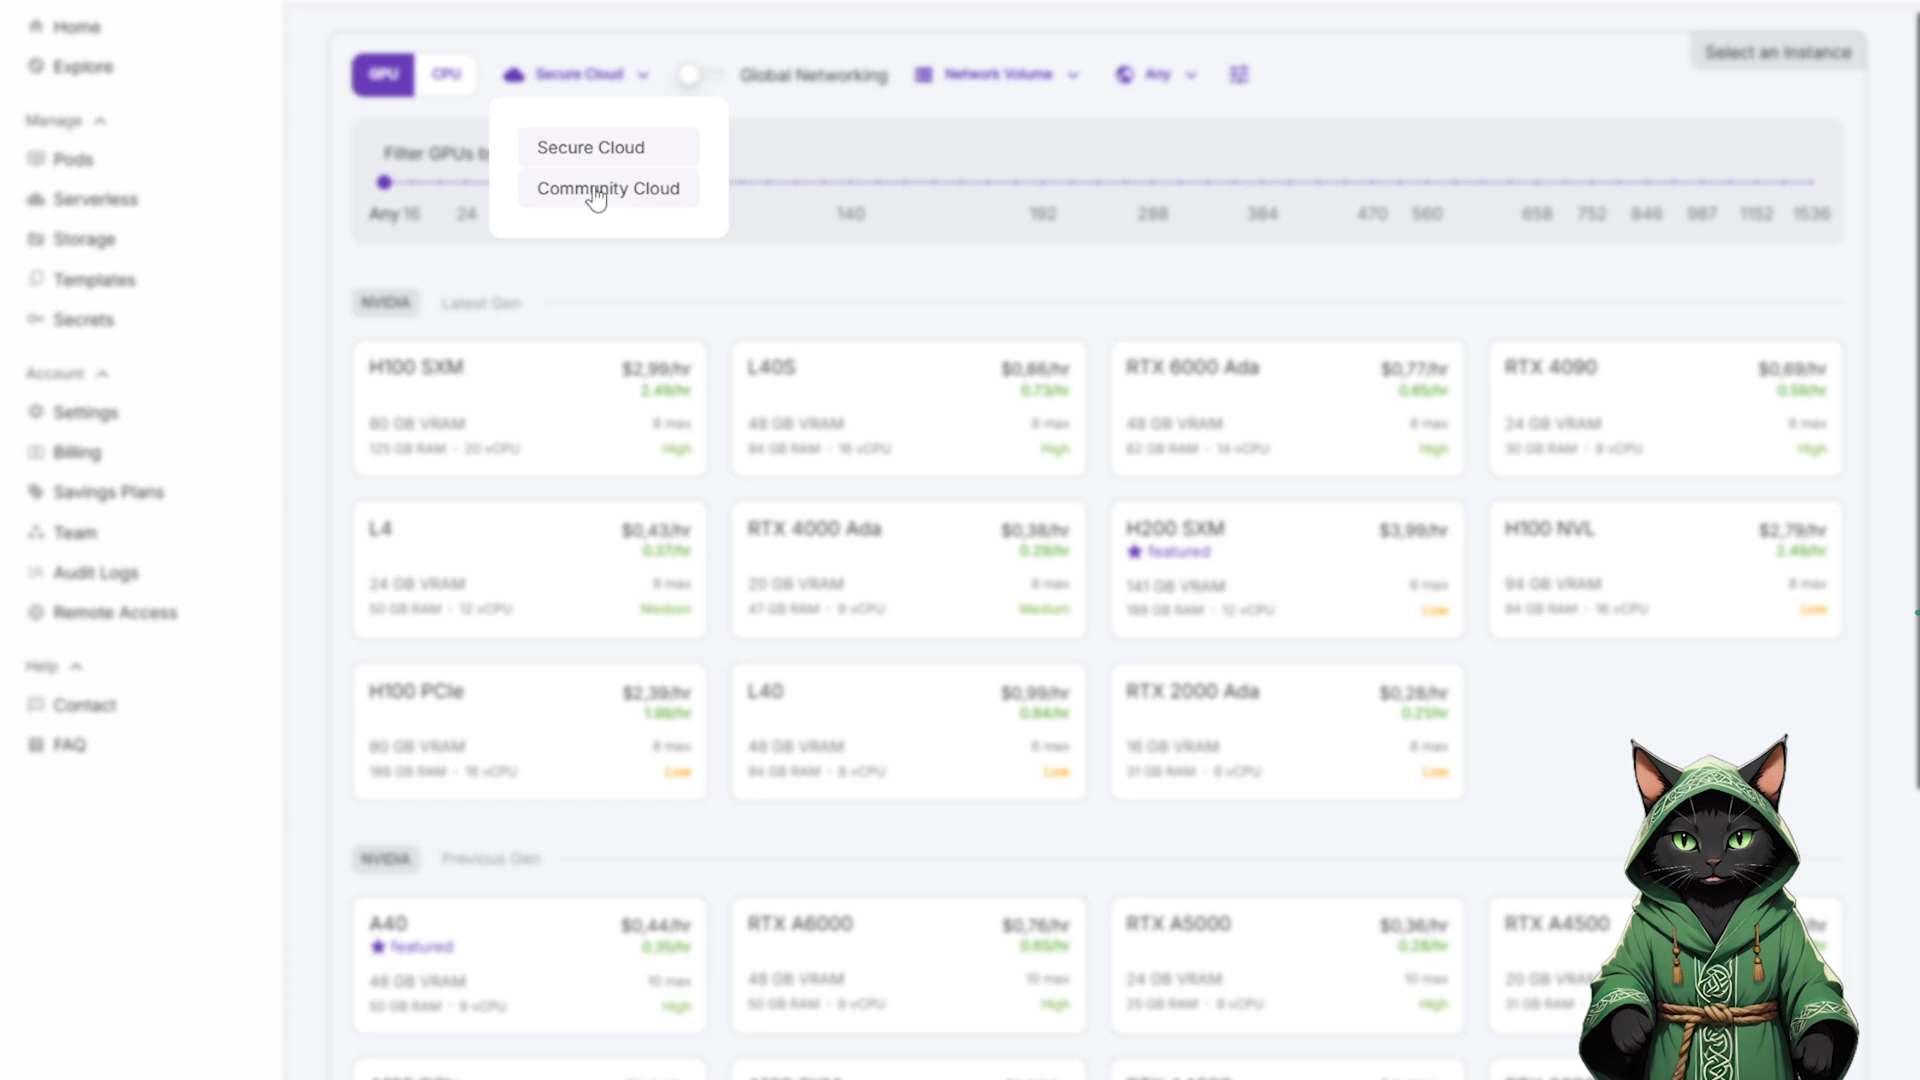 Home
Explore
Manage
Pods
Serverless
Storage
Templates
Secrets
Account
Settings
Billing
Savings Plans
Team
Audit Logs
Remote Access
Help
Contact
FAQ
Select an Instance
GPU CPU Secure Cloud Global Networking Network Volume Any
Secure Cloud
Community Cloud
Filter GPUs b
Any 16 24 140 192 288 384 470 560 658 752 846 987 1152 1536
NVIDIA Latest Gen
H100 SXM $2,99/hr
2.49/hr
80 GB VRAM 8 max
125 GB RAM · 20 vCPU High
L40S $0,86/hr
0.73/hr
48 GB VRAM 8 max
94 GB RAM · 16 vCPU High
RTX 6000 Ada $0,77/hr
0.65/hr
48 GB VRAM 8 max
62 GB RAM · 14 vCPU High
RTX 4090 $0,69/hr
0.59/hr
24 GB VRAM 8 max
30 GB RAM · 8 vCPU High
L4 $0,43/hr
0.37/hr
24 GB VRAM 9 max
50 GB RAM · 12 vCPU Medium
RTX 4000 Ada $0,38/hr
0.29/hr
20 GB VRAM 8 max
47 GB RAM · 9 vCPU Medium
H200 SXM $3,99/hr
featured
141 GB VRAM 6 max
188 GB RAM · 12 vCPU Low
H100 NVL $2,79/hr
2.49/hr
94 GB VRAM 8 max
94 GB RAM · 16 vCPU Low
H100 PCIe $2,39/hr
1.99/hr
80 GB VRAM 8 max
188 GB RAM · 16 vCPU Low
L40 $0,99/hr
0.84/hr
48 GB VRAM 6 max
94 GB RAM · 8 vCPU Low
RTX 2000 Ada $0,28/hr
0.25/hr
16 GB VRAM 8 max
31 GB RAM · 6 vCPU Low
NVIDIA Previous Gen
A40 $0,44/hr
featured 0.35/hr
48 GB VRAM 10 max
50 GB RAM · 9 vCPU High
RTX A6000 $0,76/hr
0.65/hr
48 GB VRAM 10 max
50 GB RAM · 9 vCPU High
RTX A5000 $0,36/hr
0.28/hr
24 GB VRAM 10 max
25 GB RAM · 9 vCPU High
RTX A4500 /hr
20 GB VRA
31 GB RAM